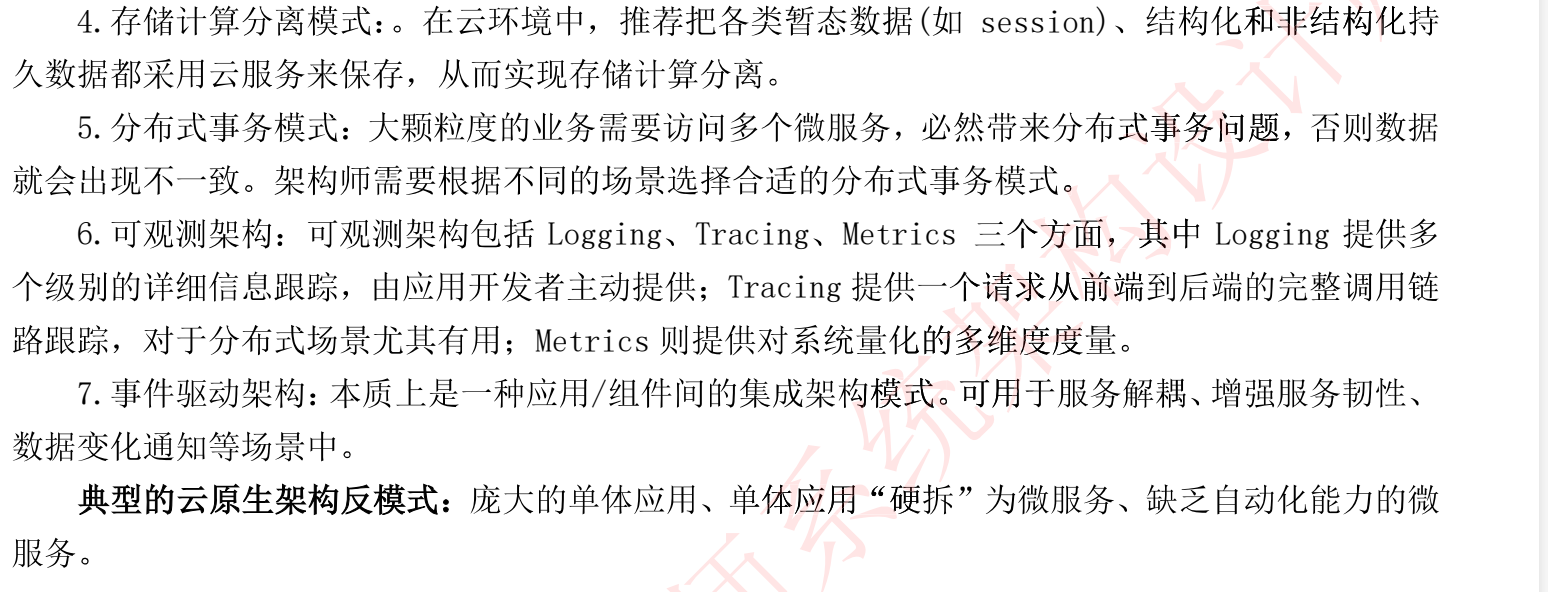 4.存储计算分离模式：。在云环境中，推荐把各类暂态数据(如 session)、结构化和非结构化持
久数据都采用云服务来保存，从而实现存储计算分离。
5.分布式事务模式：大颗粒度的业务需要访问多个微服务，必然带来分布式事务问题，否则数据
就会出现不一致。架构师需要根据不同的场景选择合适的分布式事务模式。
6.可观测架构：可观测架构包括 Logging、Tracing、Metrics 三个方面，其中 Logging 提供多
个级别的详细信息跟踪，由应用开发者主动提供；Tracing 提供一个请求从前端到后端的完整调用链
路跟踪，对于分布式场景尤其有用；Metrics 则提供对系统量化的多维度度量。
7.事件驱动架构：本质上是一种应用/组件间的集成架构模式。可用于服务解耦、增强服务韧性、
数据变化通知等场景中。
典型的云原生架构反模式：庞大的单体应用、单体应用“硬拆”为微服务、缺乏自动化能力的微
服务。
师系统架构设计